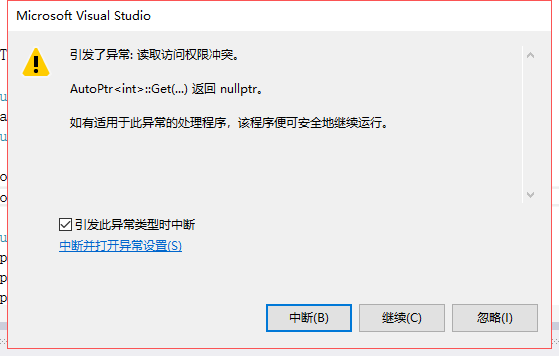 Microsoft Visual Studio
引发了异常: 读取访问权限冲突。
AutoPtr<int>::Get(...) 返回 nullptr。
如有适用于此异常的处理程序，该程序便可安全地继续运行。
引发此异常类型时中断
中断并打开异常设置(S)
中断(B)
继续(C)
忽略(I)